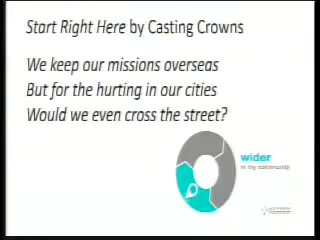 Start Right Here by Casting Crowns
We keep our missions overseas
But for the hurting in our cities
Would we even cross the street?
wider
in my community